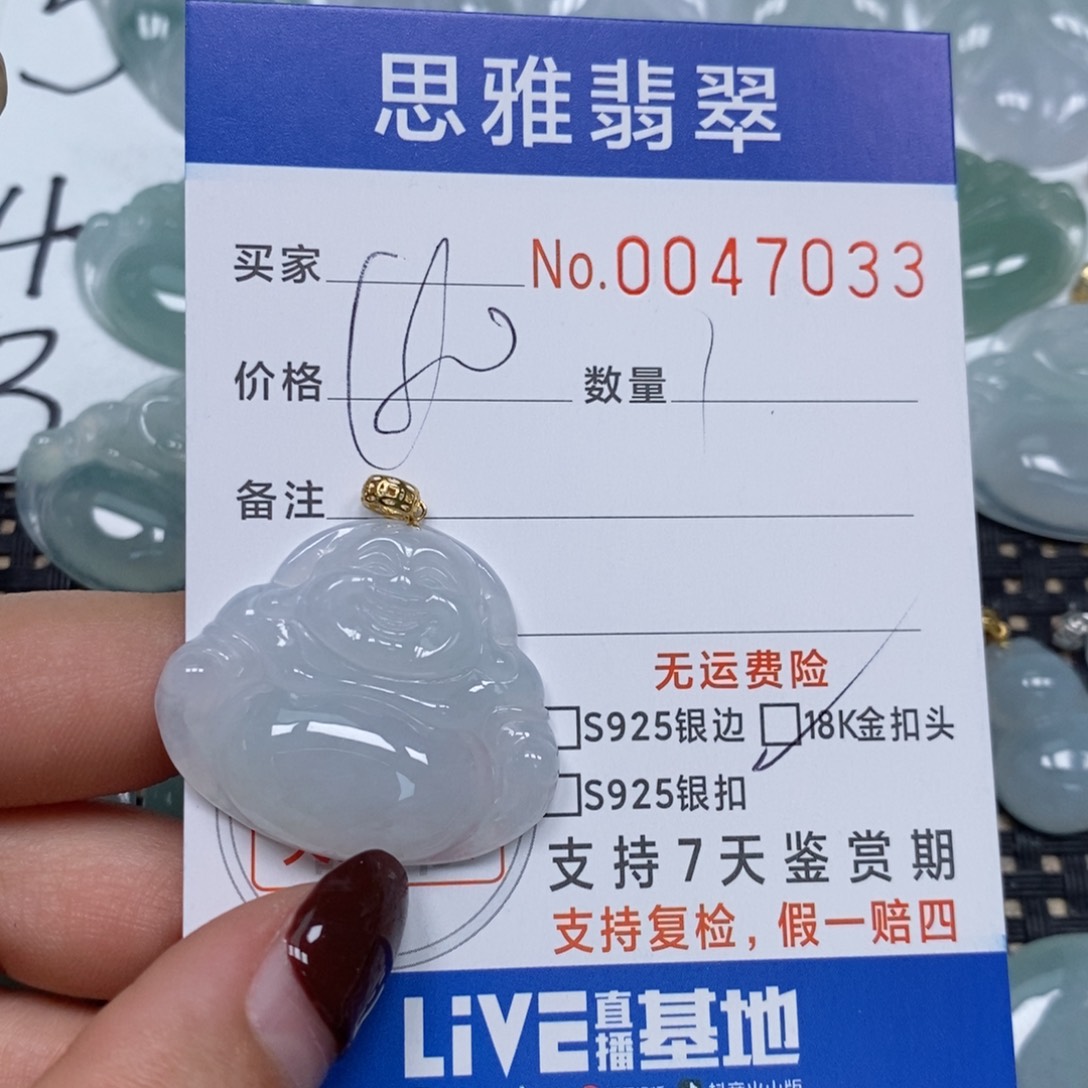 思雅翡翠
买家 No.0047033
价格 数量 1
备注
无运费险
S925银边 18K金扣头
S925银扣
支持7天鉴赏期
支持复检，假一赔四
LiVE直播基地
4
3